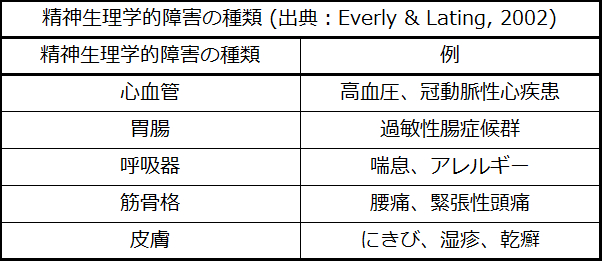 精神生理学的障害の種類 (出典：Everly & Lating, 2002)
精神生理学的障害の種類 例
心血管 高血圧、冠動脈性心疾患
胃腸 過敏性腸症候群
呼吸器 喘息、アレルギー
筋骨格 腰痛、緊張性頭痛
皮膚 にきび、湿疹、乾癬